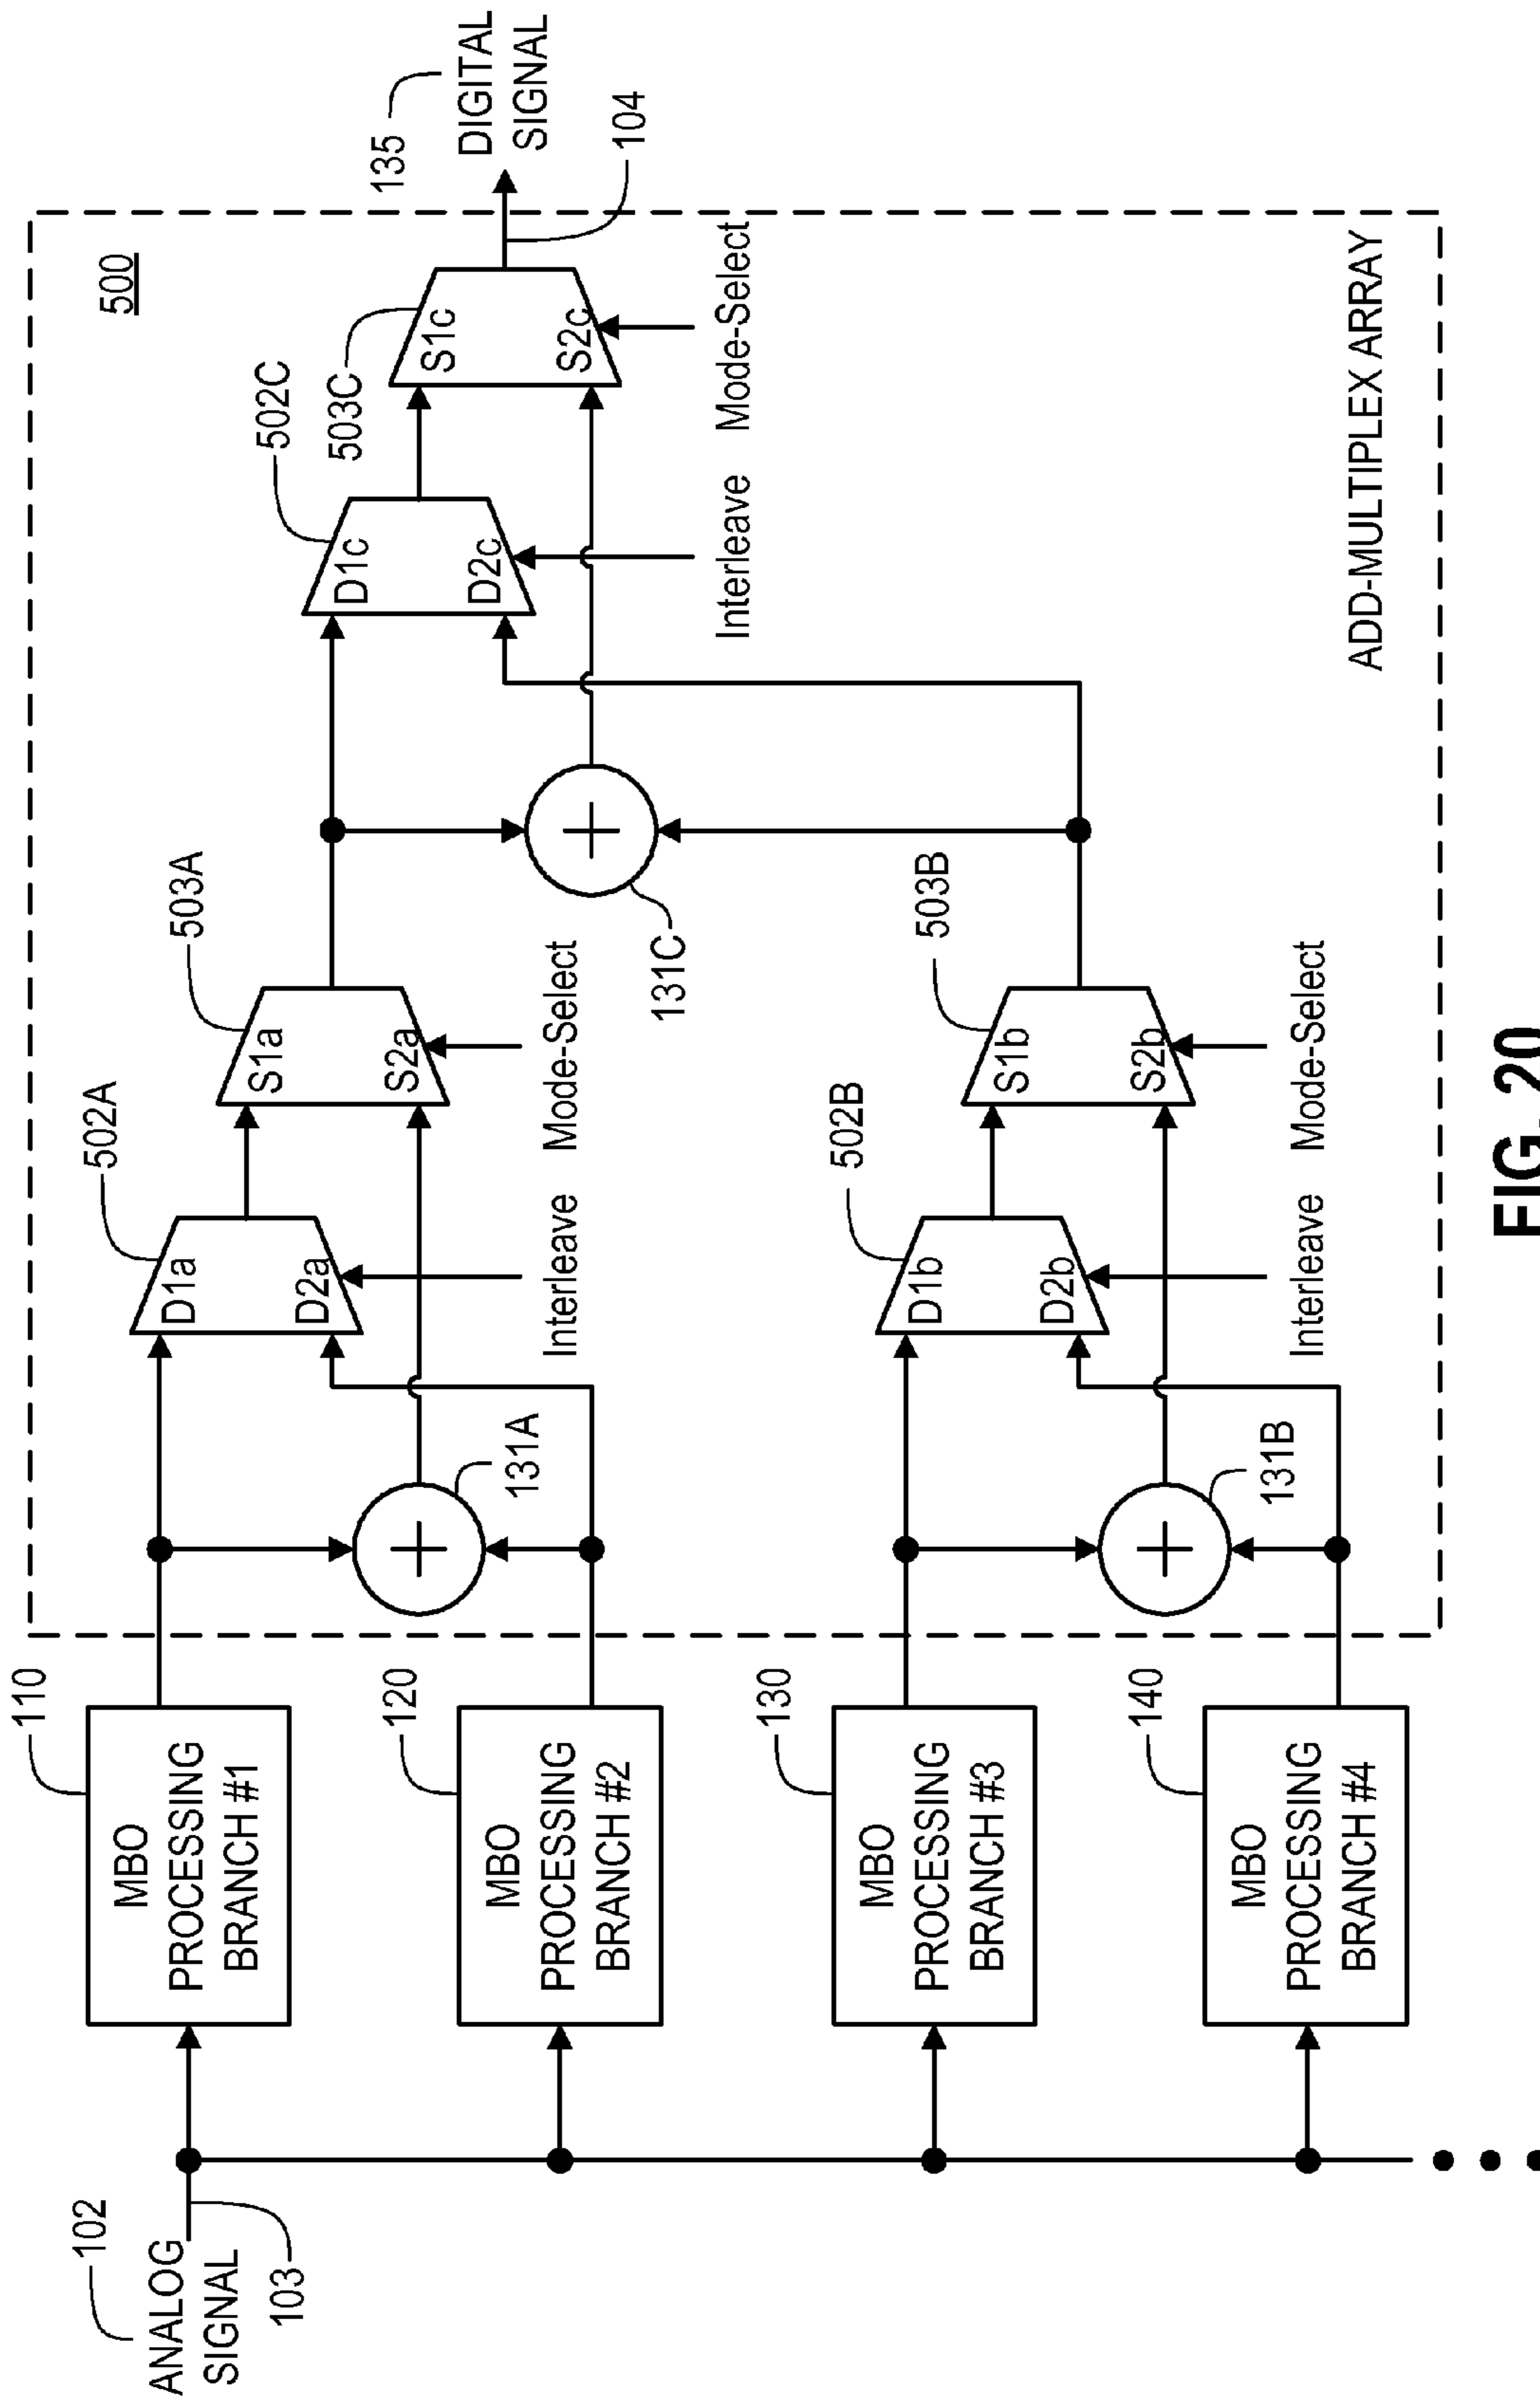 102
ANALOG
SIGNAL
103
110
MBO
PROCESSING
BRANCH #1
120
MBO
PROCESSING
BRANCH #2
130
MBO
PROCESSING
BRANCH #3
140
MBO
PROCESSING
BRANCH #4
131A
131B
502A
D1a
D2a
Interleave
503A
S1a
S2a
Mode-Select
502B
D1b
D2b
Interleave
503B
S1b
S2b
Mode-Select
131C
502C
D1c
D2c
Interleave
503C
S1c
S2c
Mode-Select
500
ADD-MULTIPLEX ARRAY
104
135
DIGITAL
SIGNAL
FIG. 20